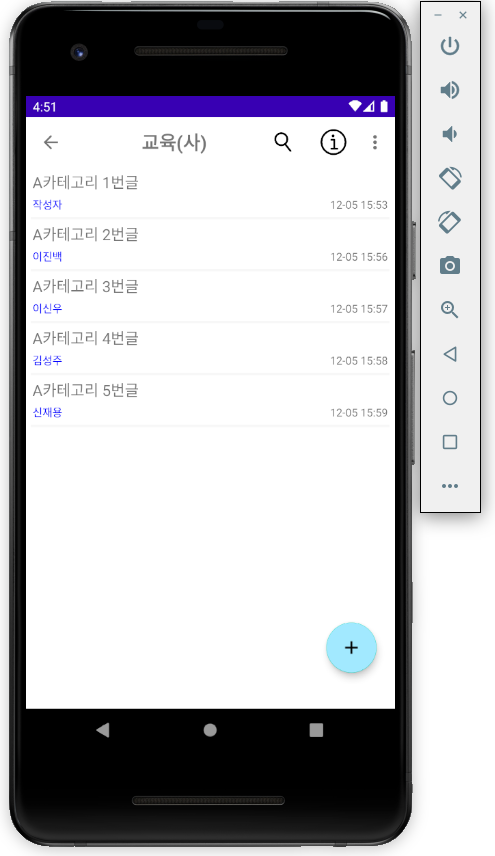 4:51
교육(사)
A카테고리 1번글
작성자 12-05 15:53
A카테고리 2번글
이진백 12-05 15:56
A카테고리 3번글
이신우 12-05 15:57
A카테고리 4번글
김성주 12-05 15:58
A카테고리 5번글
신재용 12-05 15:59